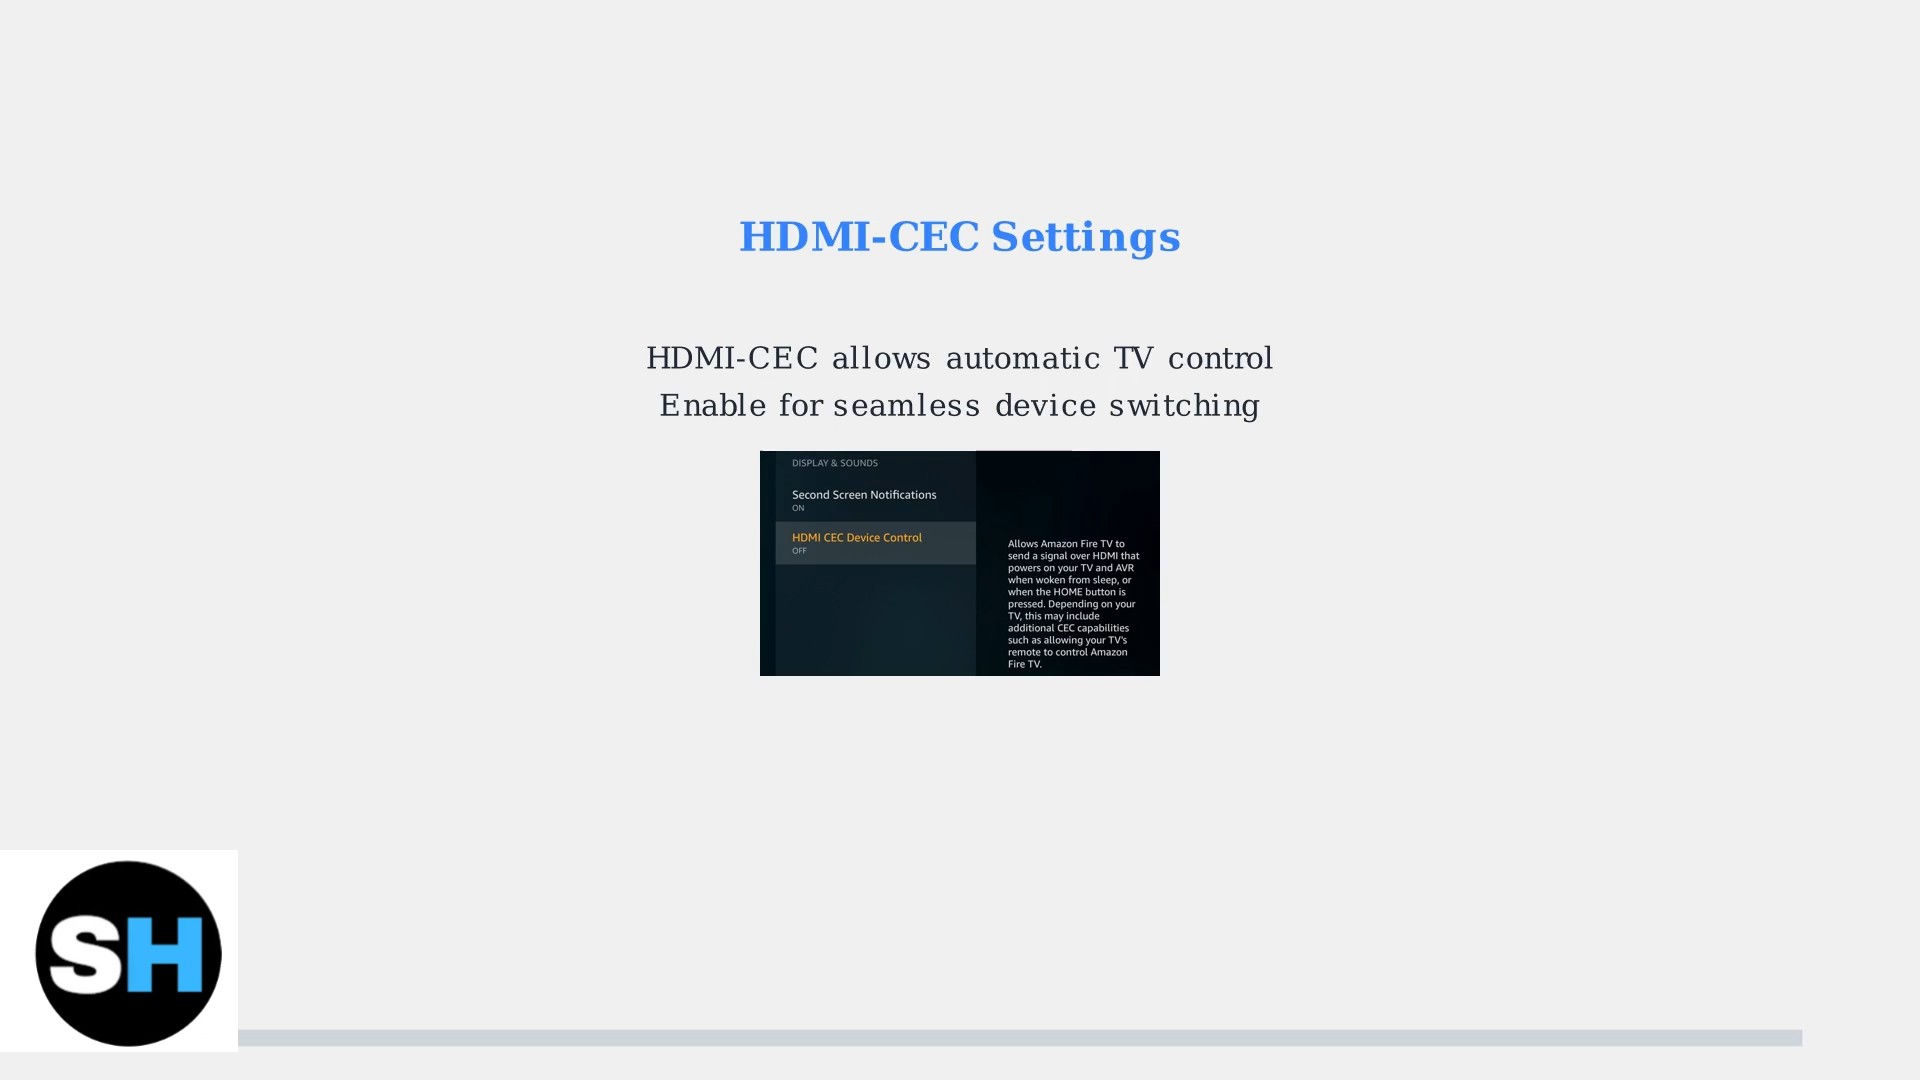 HDMI-CEC Settings
HDMI-CEC allows automatic TV control
Enable for seamless device switching
DISPLAY & SOUNDS
Second Screen Notifications
ON
HDMI CEC Device Control
OFF
Allows Amazon Fire TV to
send a signal over HDMI that
powers on your TV and AVR
when woken from sleep, or
when the HOME button is
pressed. Depending on your
TV, this may include
additional CEC capabilities
such as allowing your TV's
remote to control Amazon
Fire TV.
SH